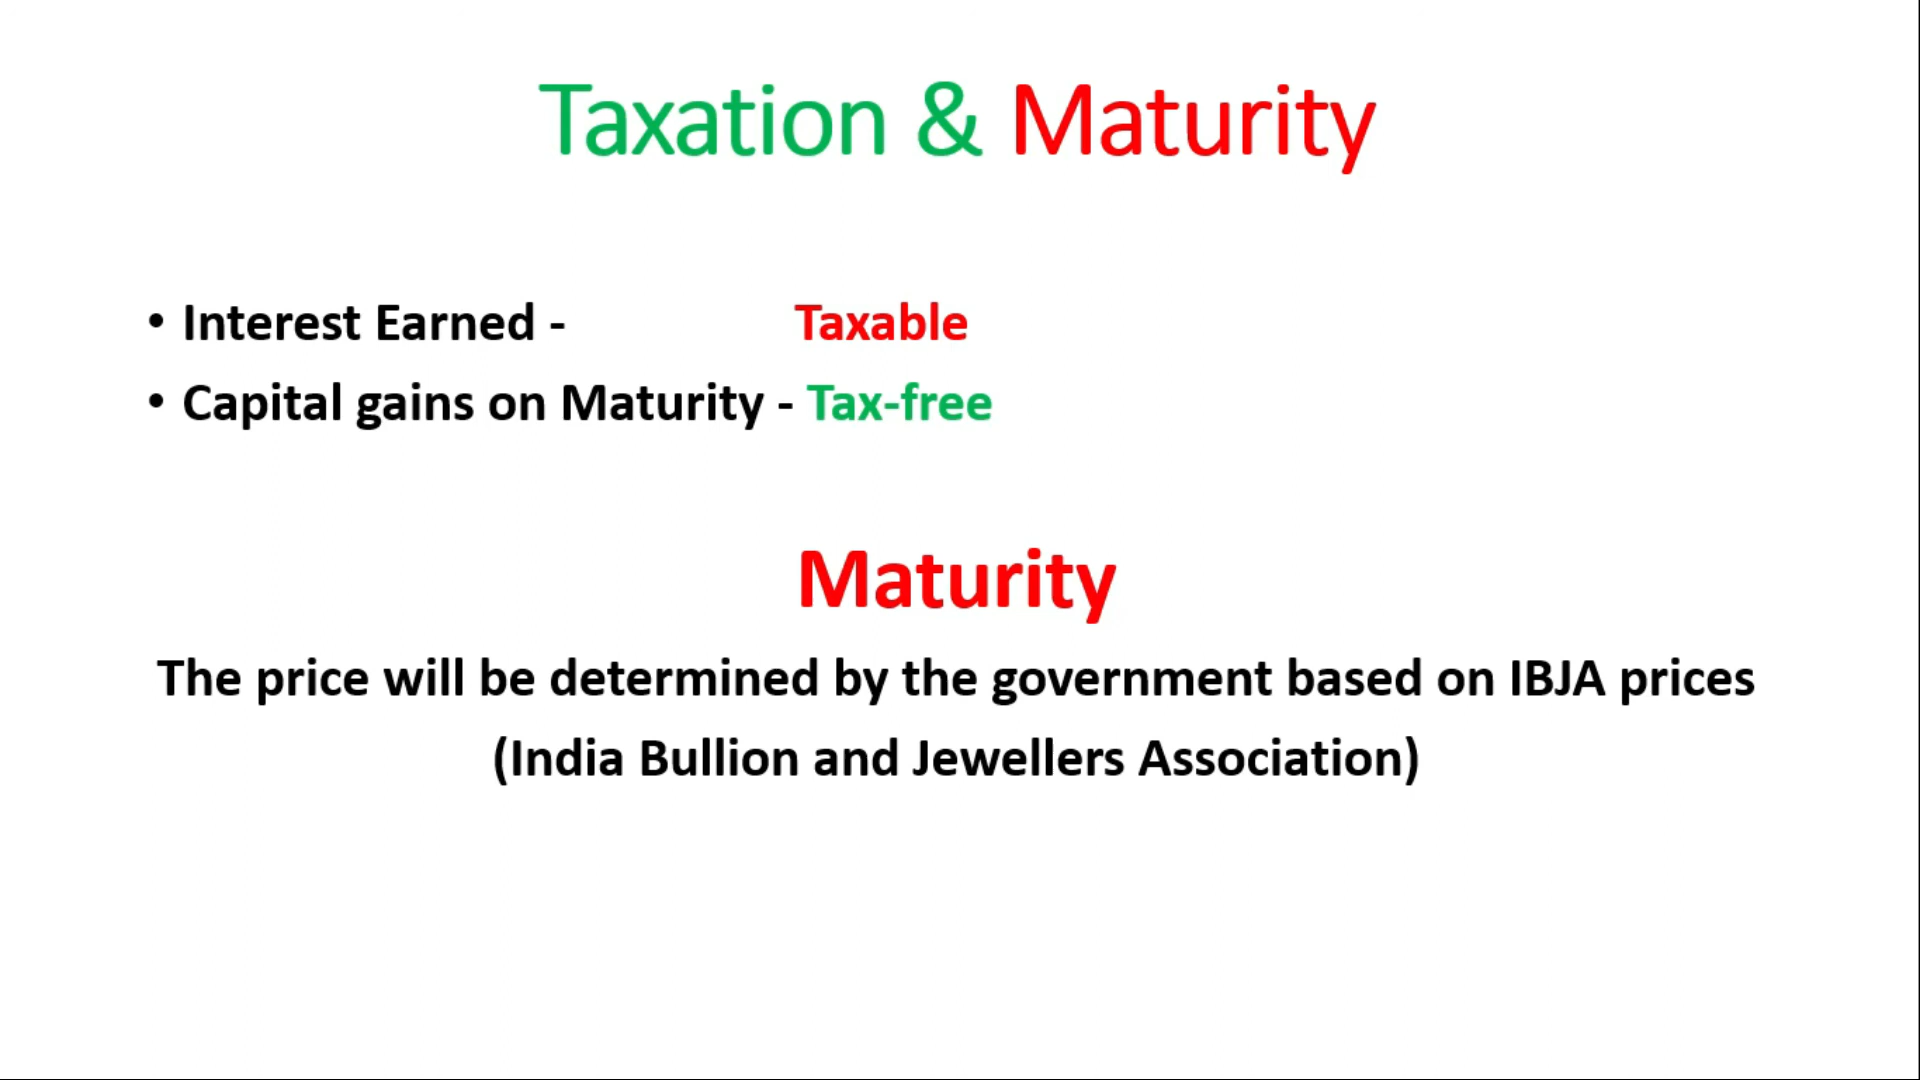 Taxation & Maturity
• Interest Earned - Taxable
• Capital gains on Maturity - Tax-free
Maturity
The price will be determined by the government based on IBJA prices
(India Bullion and Jewellers Association)